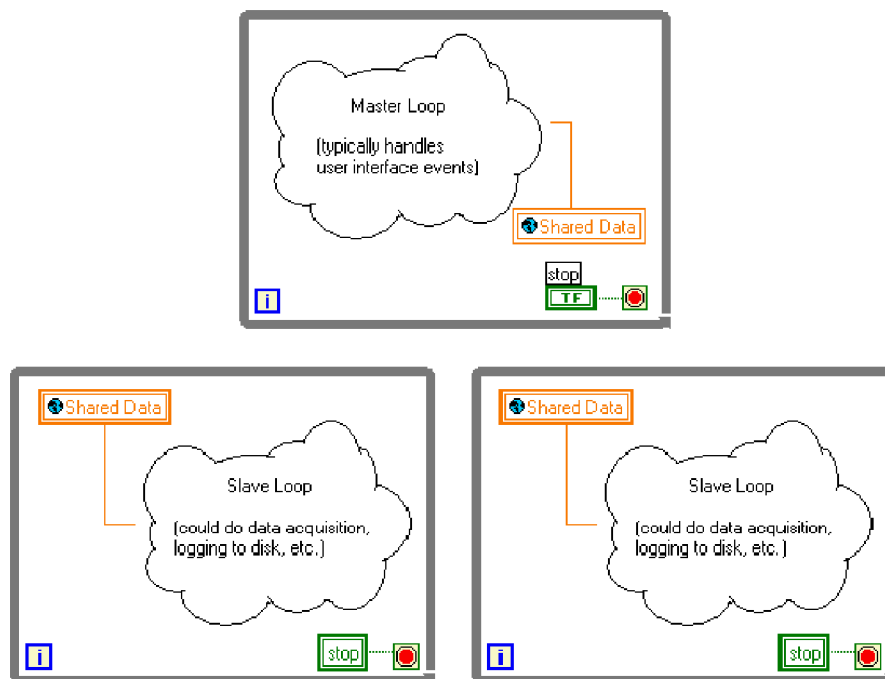 Master Loop
(typically handles
user interface events)
Shared Data
stop
TF
i
Shared Data
Slave Loop
(could do data acquisition,
logging to disk, etc.)
i
stop
Shared Data
Slave Loop
(could do data acquisition,
logging to disk, etc.)
i
stop